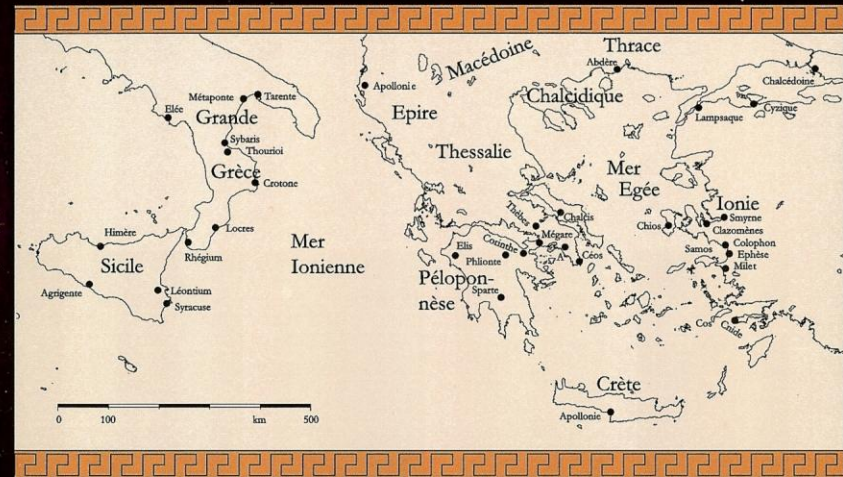 Thrace
Macédoine
Abdère
Chalcédoine
Apollonie
Métaponte
Tarente
Chalcidique
Elée
Grande
Epire
Lampsaque
Cyzique
Sybaris
Thourioi
Thessalie
Grèce
Mer
Egée
Crotone
Ionie
Thèbes
Chalcis
Smyrne
Chios
Clazomènes
Locres
Mégare
Himère
Mer
Ionienne
Elis
Corinthe
Colophon
Rhégium
Samos
Ephèse
Phlionte
A.
Céos
Sicile
Milet
Pélopon-
nèse
Agrigente
Léontium
Sparte
Syracuse
Cos
Cnide
Crète
0 100 km 500
Apollonie